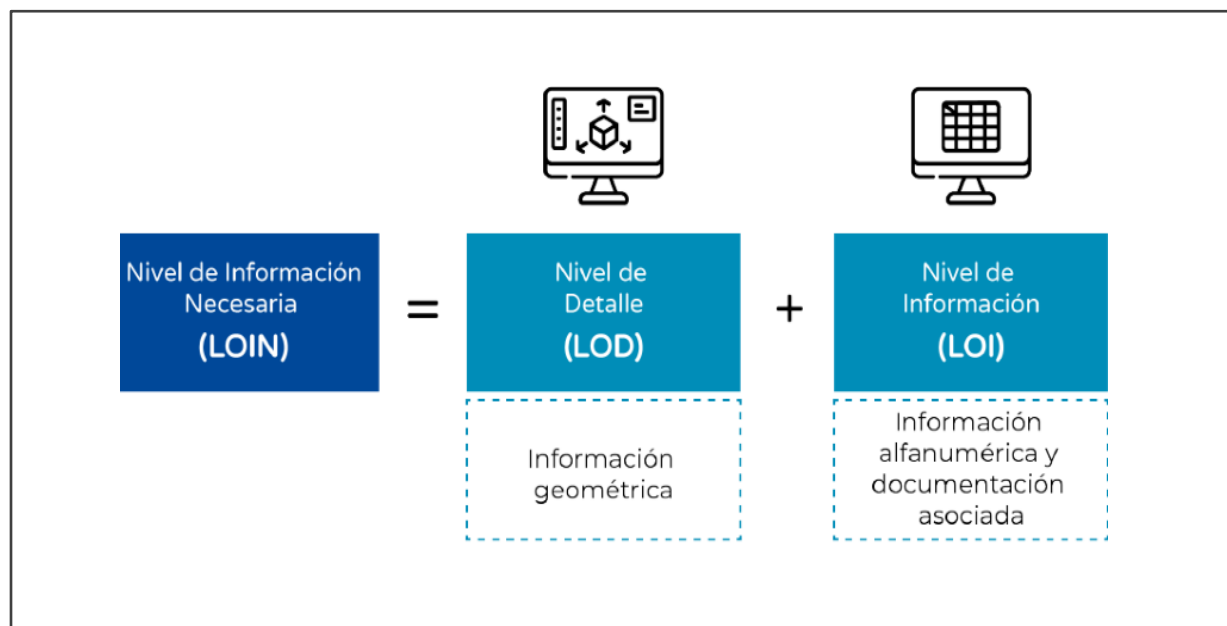 Nivel de Información
Necesaria
(LOIN)
=
Nivel de
Detalle
(LOD)
+
Nivel de
Información
(LOI)
Información
geométrica
Información
alfanumérica y
documentación
asociada